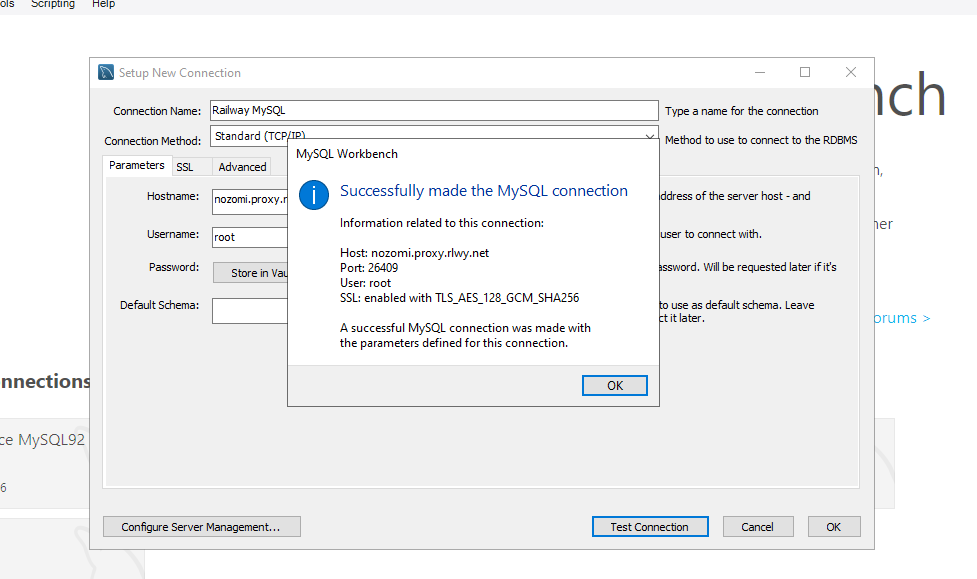 ols Scripting Help
Setup New Connection
nch
Connection Name: Railway MySQL Type a name for the connection
Connection Method: Standard (TCP/IP) Method to use to connect to the RDBMS
Parameters SSL Advanced
MySQL Workbench
Successfully made the MySQL connection
Hostname: nozomi.proxy.r address of the server host - and
Information related to this connection:
Username: root user to connect with.
Host: nozomi.proxy.rlwy.net
Port: 26409
User: root
SSL: enabled with TLS_AES_128_GCM_SHA256
Password: Store in Vau assword. Will be requested later if it's
Default Schema: to use as default schema. Leave
ct it later.
A successful MySQL connection was made with
the parameters defined for this connection.
orums >
OK
nnections
ce MySQL92
6
Configure Server Management... Test Connection Cancel OK